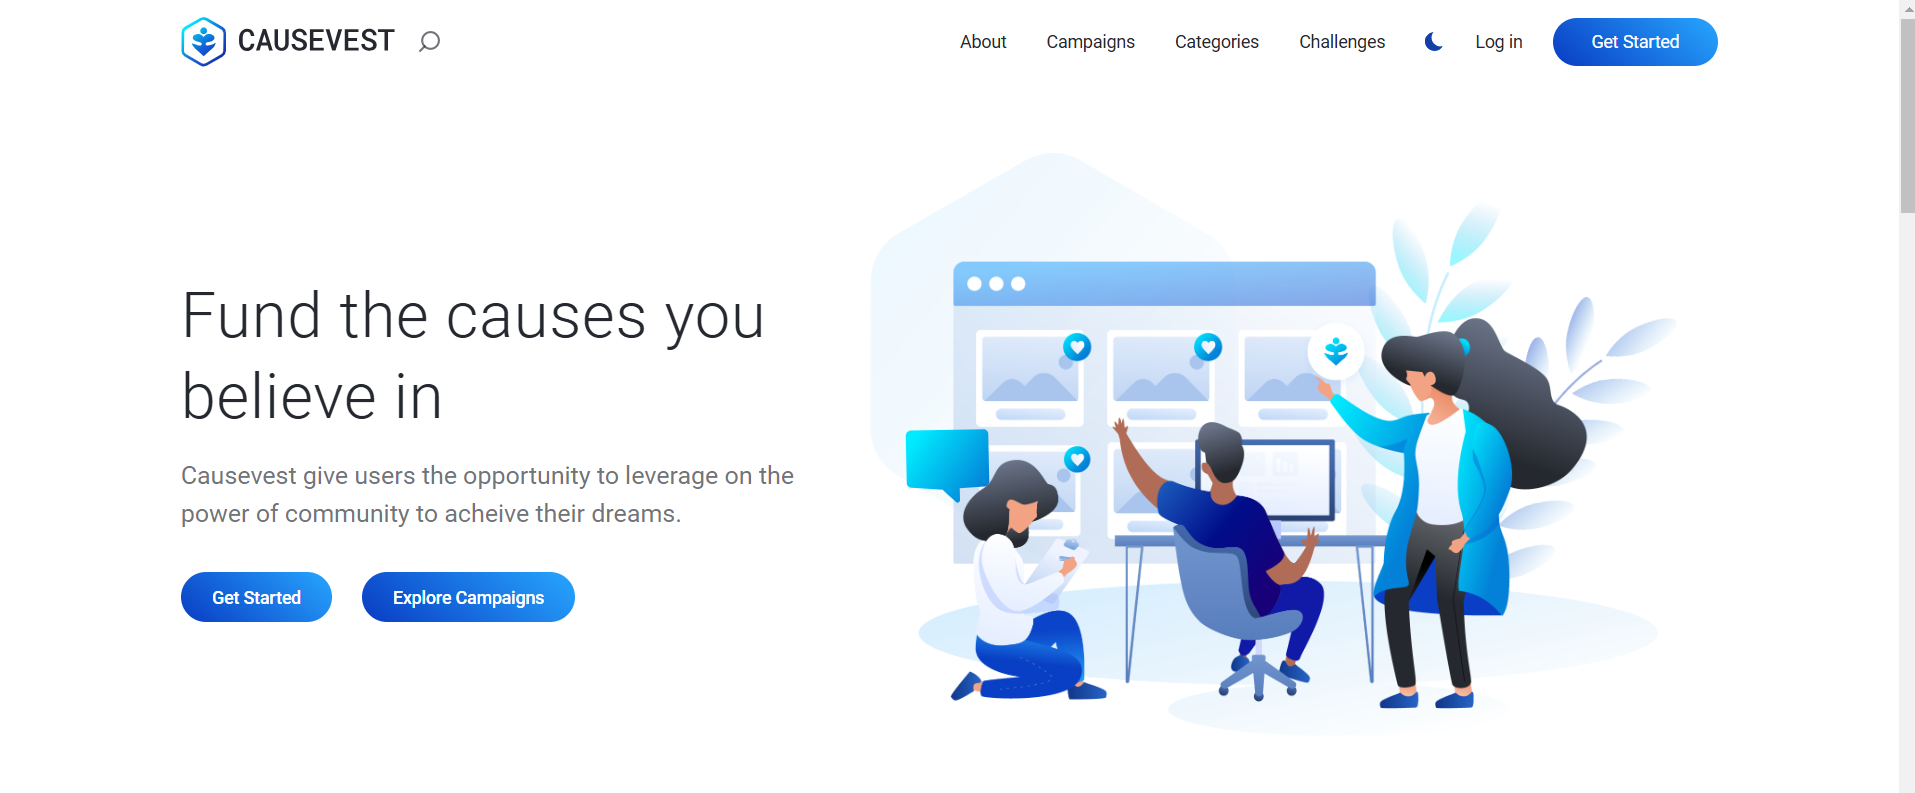 CAUSEVEST
About
Campaigns
Categories
Challenges
Log in
Get Started
Fund the causes you
believe in
Causevest give users the opportunity to leverage on the
power of community to acheive their dreams.
Get Started
Explore Campaigns